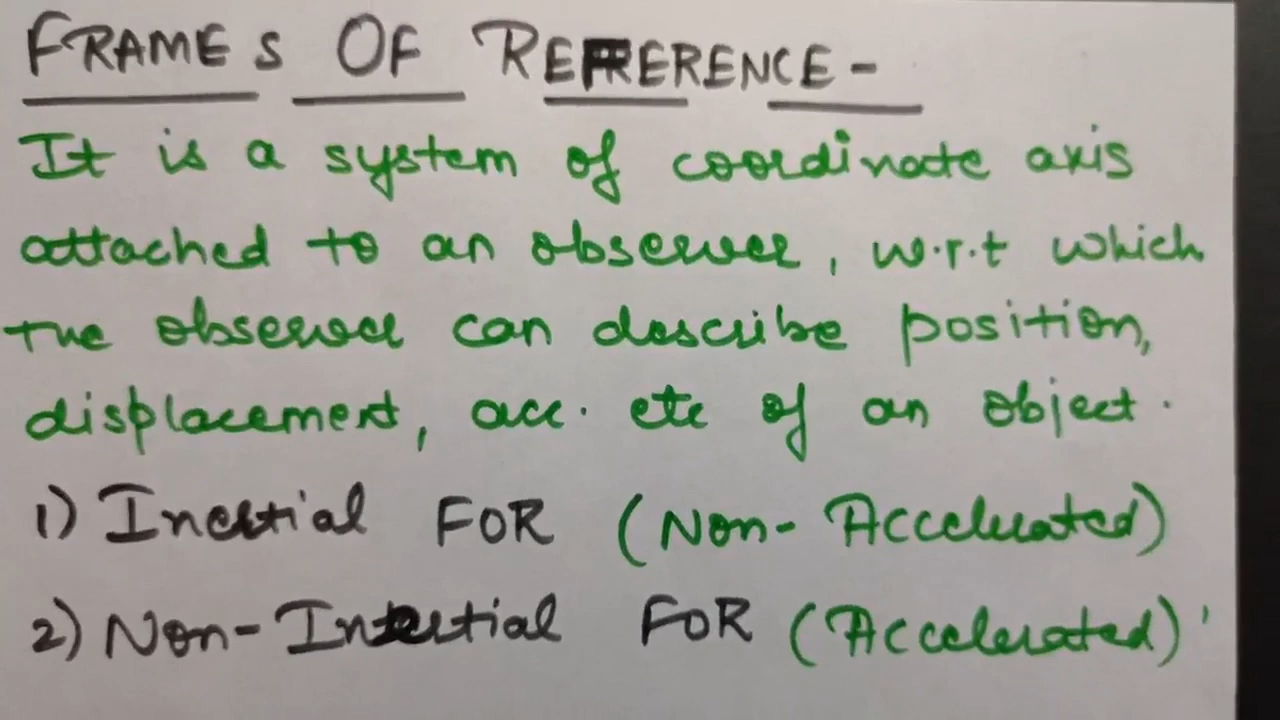 FRAMES OF REFERENCE -
It is a system of coordinate axis
attached to an observer, w.r.t which
the observer can describe position,
displacement, acc. etc of an object.
1) Inertial FOR (Non-Accelerated)
2) Non-Inertial FOR (Accelerated)